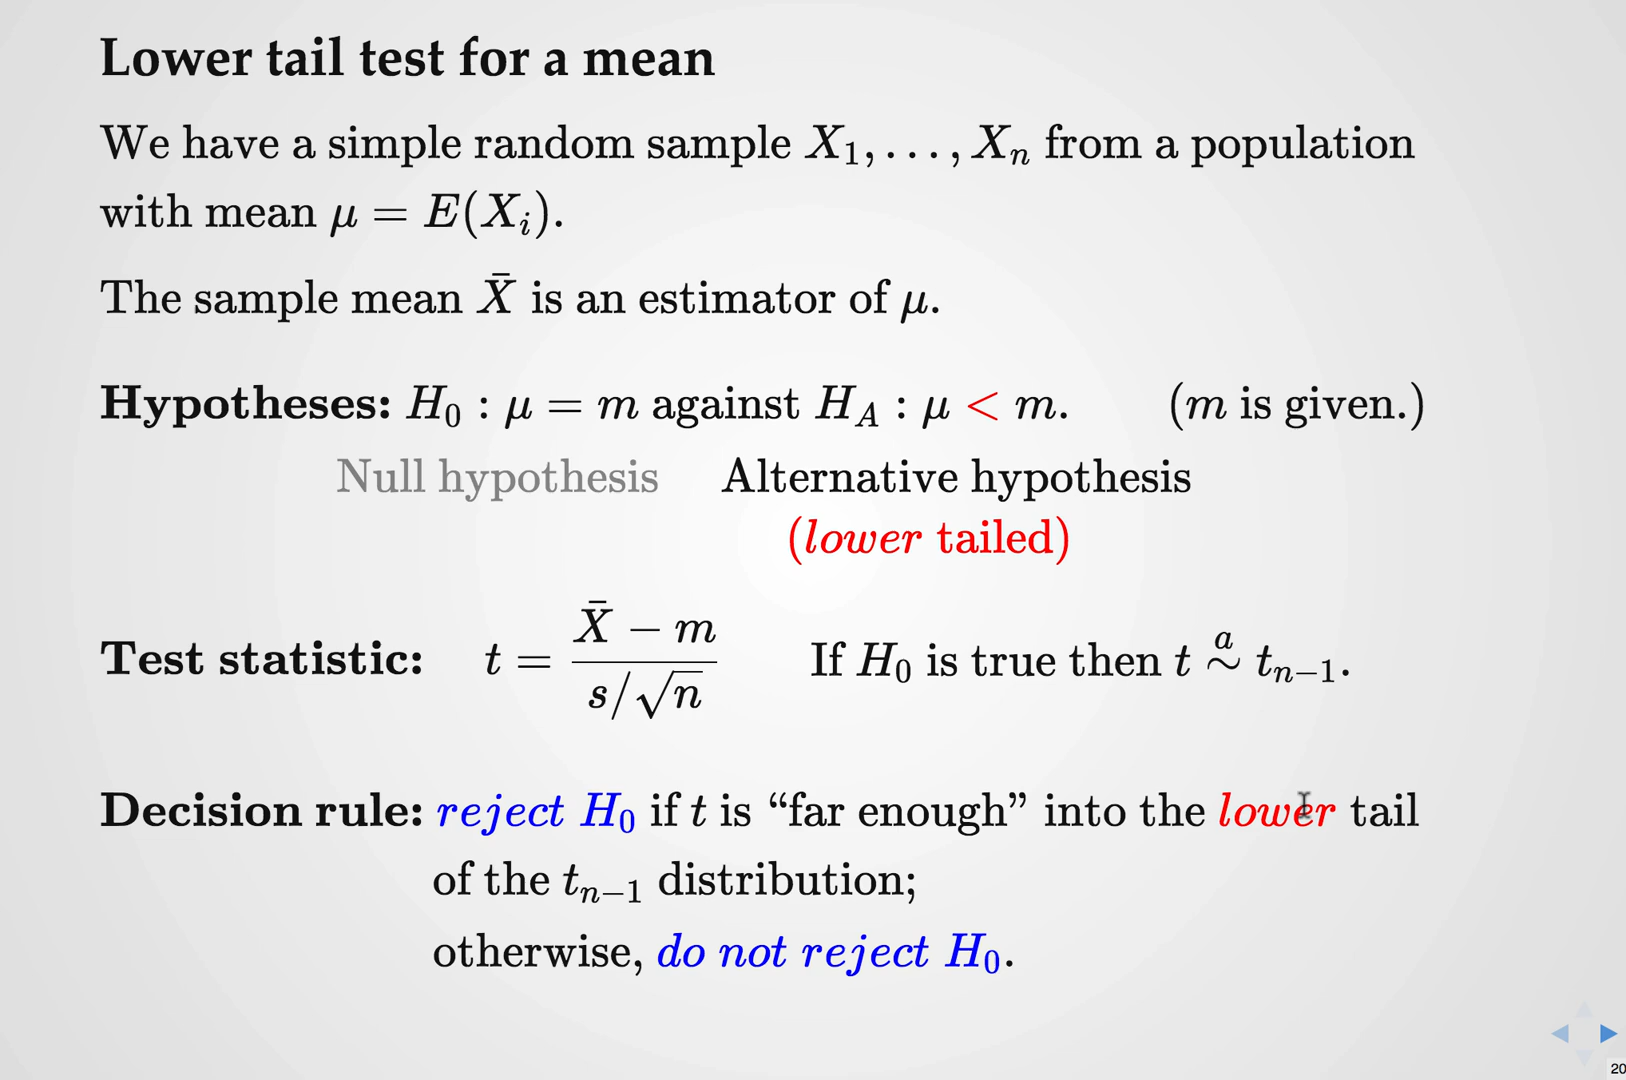 Lower tail test for a mean
We have a simple random sample X₁, . . . , Xₙ from a population
with mean μ = E(Xᵢ).
The sample mean X̄ is an estimator of μ.
Hypotheses: H₀ : μ = m against H_A : μ < m. (m is given.)
Null hypothesis Alternative hypothesis
(lower tailed)
Test statistic: t = (X̄ − m) / (s/√n) If H₀ is true then t ~ᵃ tₙ₋₁.
Decision rule: reject H₀ if t is “far enough” into the lower tail
of the tₙ₋₁ distribution;
otherwise, do not reject H₀.
20